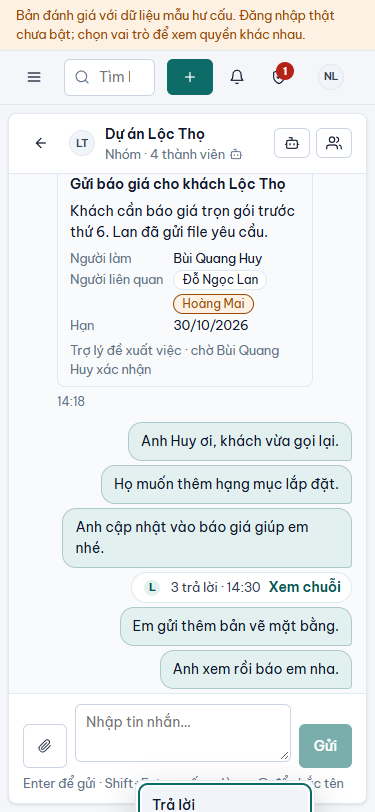 Bản đánh giá với dữ liệu mẫu hư cấu. Đăng nhập thật
chưa bật; chọn vai trò để xem quyền khác nhau.
Tìm
1
NL
LT
Dự án Lộc Thọ
Nhóm · 4 thành viên
Gửi báo giá cho khách Lộc Thọ
Khách cần báo giá trọn gói trước
thứ 6. Lan đã gửi file yêu cầu.
Người làm Bùi Quang Huy
Người liên quan Đỗ Ngọc Lan
Hoàng Mai
Hạn 30/10/2026
Trợ lý đề xuất việc · chờ Bùi Quang
Huy xác nhận
14:18
Anh Huy ơi, khách vừa gọi lại.
Họ muốn thêm hạng mục lắp đặt.
Anh cập nhật vào báo giá giúp em
nhé.
L 3 trả lời · 14:30 Xem chuỗi
Em gửi thêm bản vẽ mặt bằng.
Anh xem rồi báo em nha.
Nhập tin nhắn...
Gửi
Enter để gửi · Shift+ tên
Trả lời